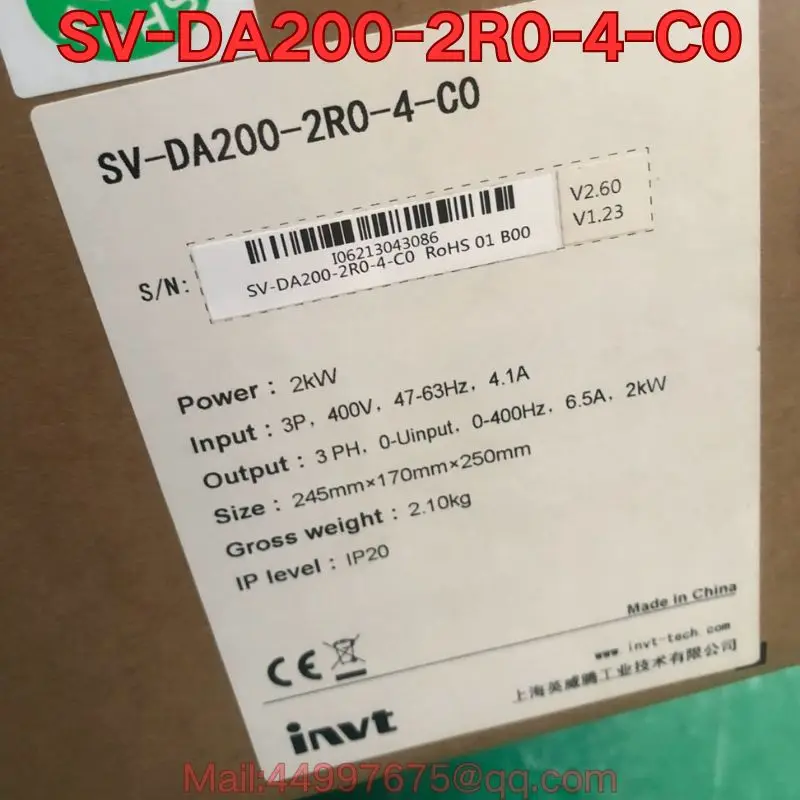 SV-DA200-2R0-4-C0
SV-DA200-2R0-4-C0
S/N:
I06213043086
SV-DA200-2R0-4-C0 RoHS 01 B00
V2.60
V1.23
Power : 2kW
Input : 3P, 400V, 47-63Hz, 4.1A
Output : 3 PH, 0-Uinput, 0-400Hz, 6.5A, 2kW
Size : 245mm×170mm×250mm
Gross weight : 2.10kg
IP level : IP20
Made in China
www.invt-tech.com
上海英威腾工业技术有限公司
CE
invt
Mail:44997675@qq.com